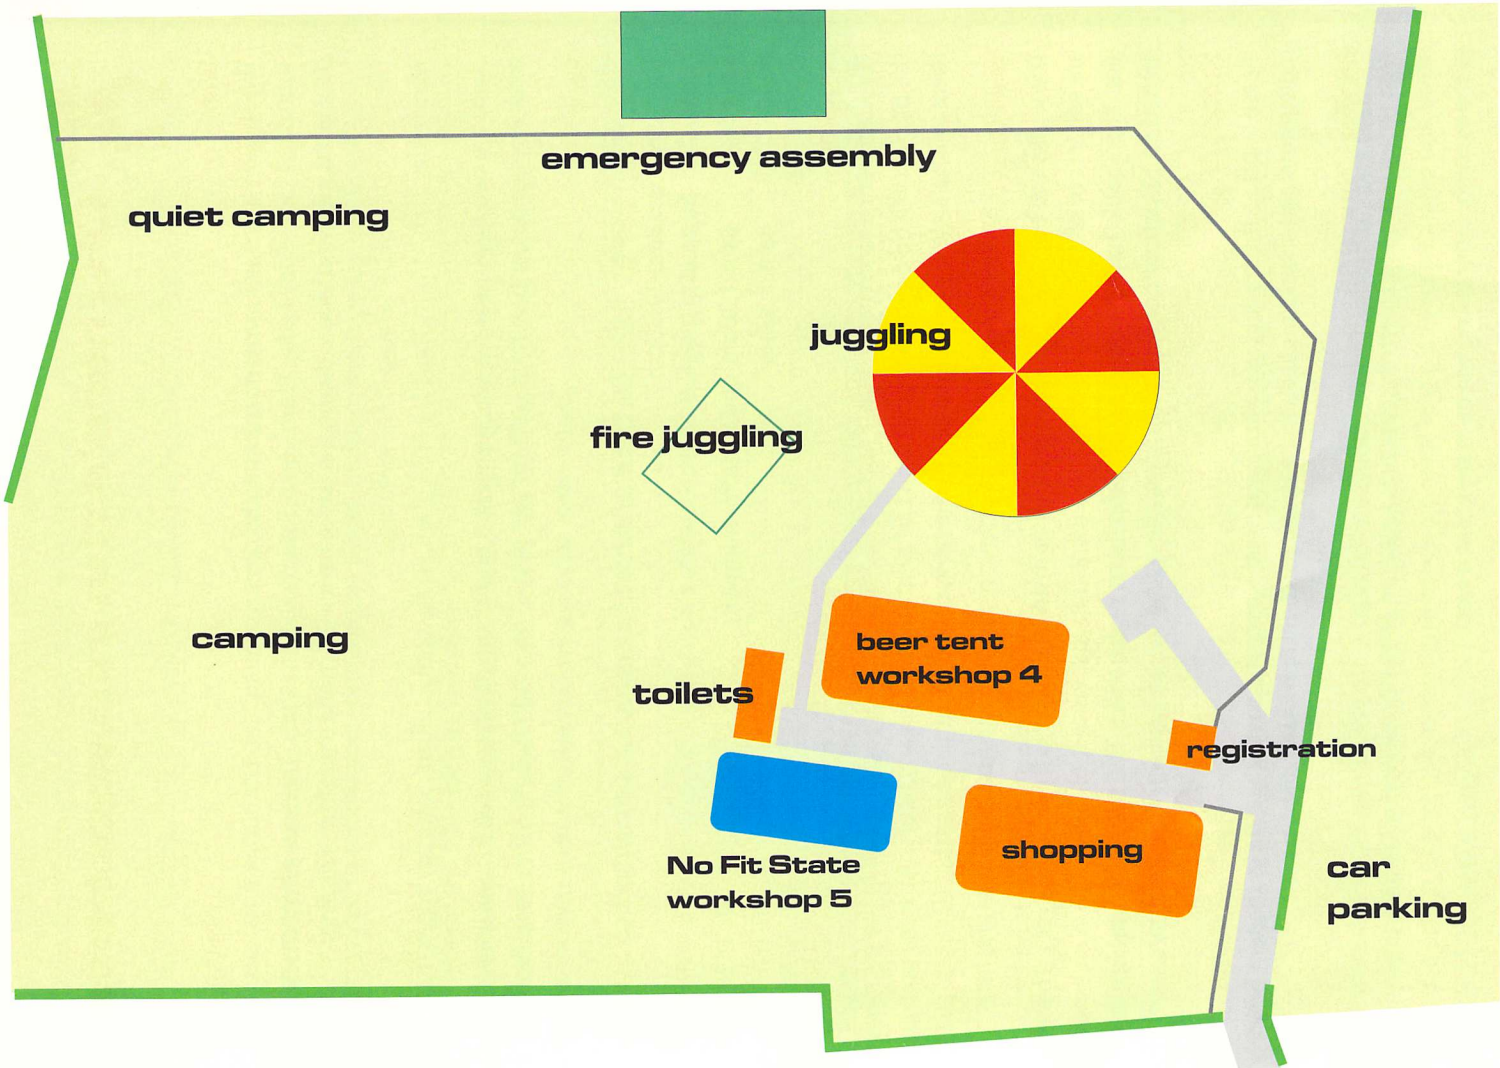 emergency assembly
quiet camping
juggling
fire juggling
camping
beer tent
workshop 4
toilets
registration
shopping
No Fit State
workshop 5
car
parking